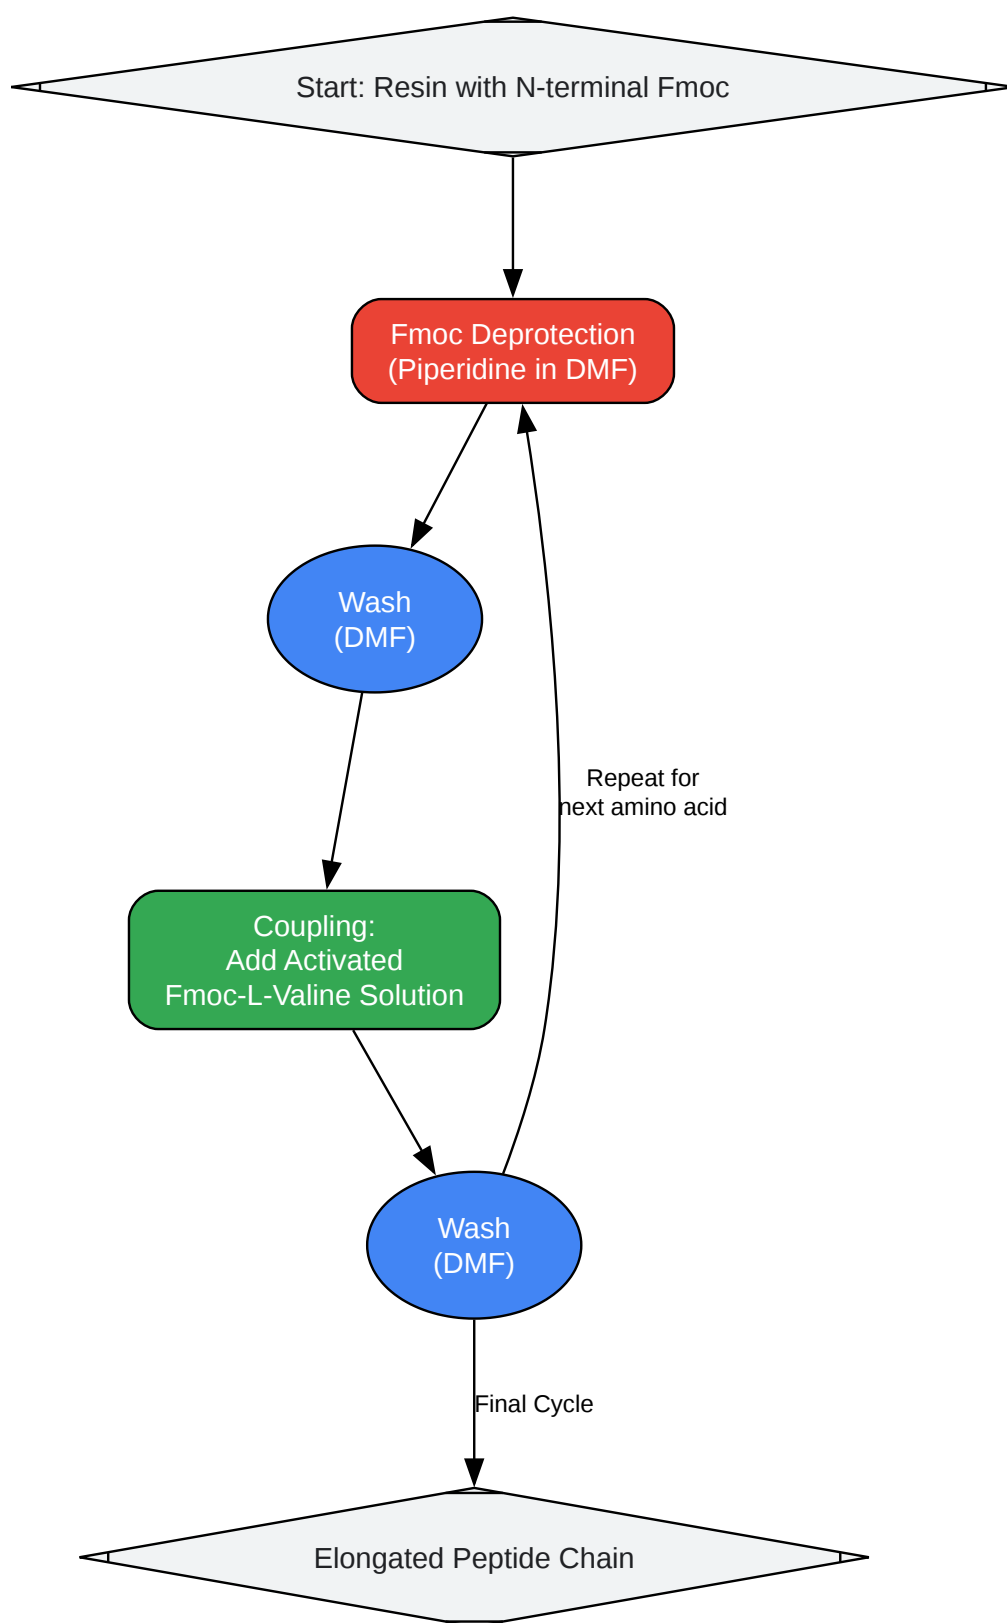 Start: Resin with N-terminal Fmoc
Fmoc Deprotection
(Piperidine in DMF)
Wash
(DMF)
Repeat for
next amino acid
Coupling:
Add Activated
Fmoc-L-Valine Solution
Wash
(DMF)
Final Cycle
Elongated Peptide Chain